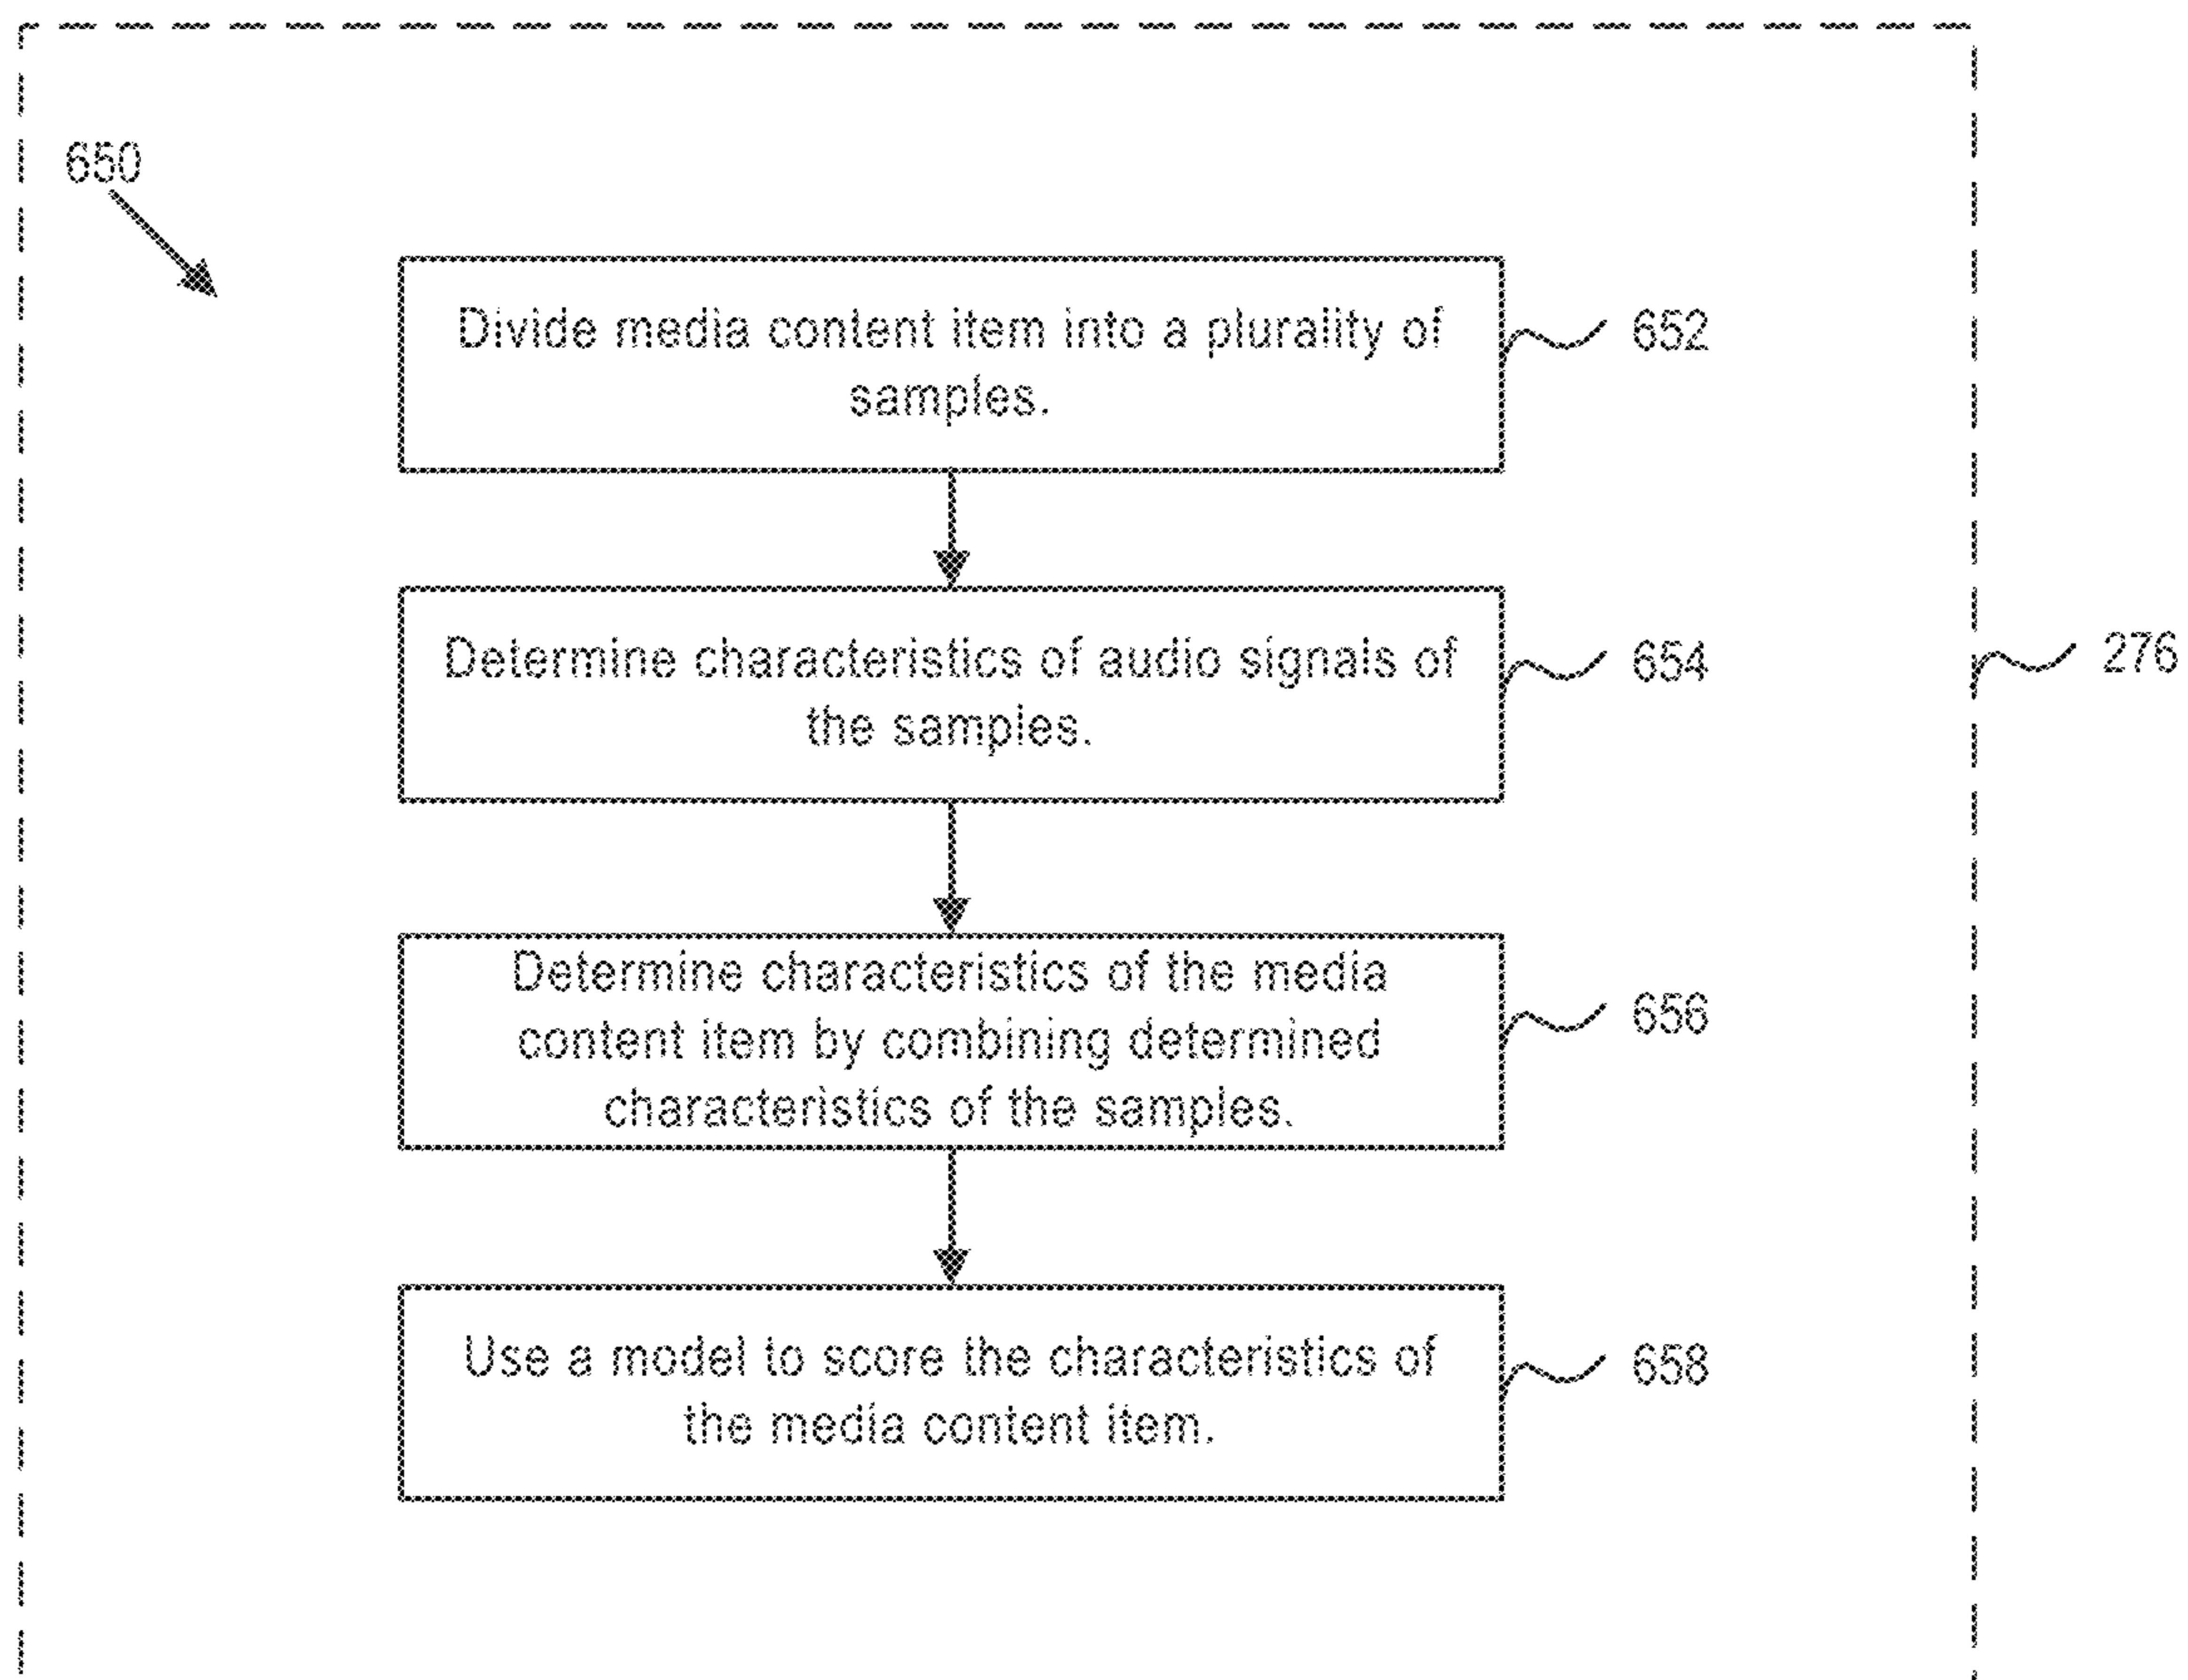 650
Divide media content item into a plurality of
samples.
652
Determine characteristics of audio signals of
the samples.
654
276
Determine characteristics of the media
content item by combining determined
characteristics of the samples.
656
Use a model to score the characteristics of
the media content item.
658